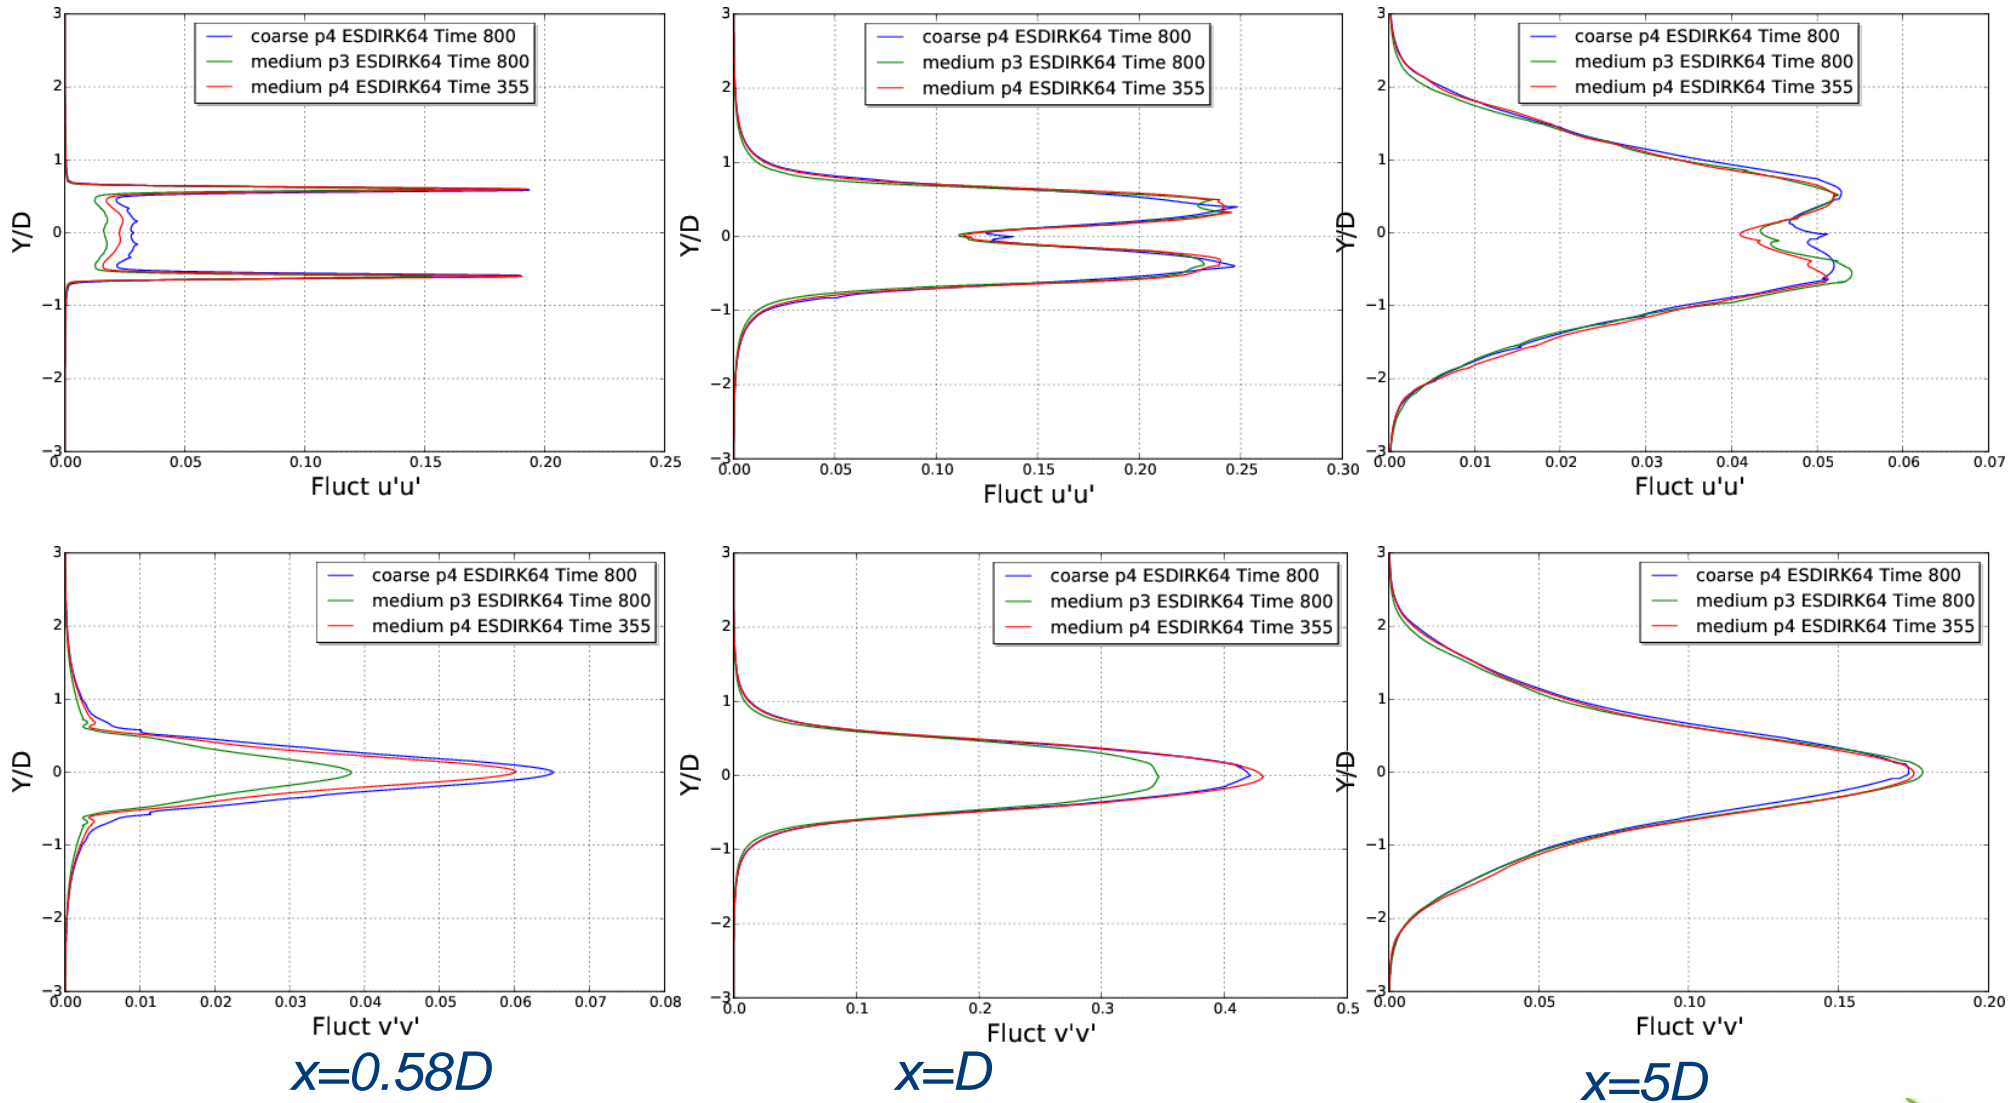 coarse p4 ESDIRK64 Time 800
medium p3 ESDIRK64 Time 800
medium p4 ESDIRK64 Time 355
3
2
1
0
−1
−2
−3
Y/D
0.00 0.05 0.10 0.15 0.20 0.25
Fluct u'u'
coarse p4 ESDIRK64 Time 800
medium p3 ESDIRK64 Time 800
medium p4 ESDIRK64 Time 355
3
2
1
0
−1
−2
−3
Y/D
0.00 0.05 0.10 0.15 0.20 0.25 0.30
Fluct u'u'
coarse p4 ESDIRK64 Time 800
medium p3 ESDIRK64 Time 800
medium p4 ESDIRK64 Time 355
3
2
1
0
−1
−2
−3
Y/D
0.00 0.01 0.02 0.03 0.04 0.05 0.06 0.07
Fluct u'u'
coarse p4 ESDIRK64 Time 800
medium p3 ESDIRK64 Time 800
medium p4 ESDIRK64 Time 355
3
2
1
0
−1
−2
−3
Y/D
0.00 0.01 0.02 0.03 0.04 0.05 0.06 0.07 0.08
Fluct v'v'
coarse p4 ESDIRK64 Time 800
medium p3 ESDIRK64 Time 800
medium p4 ESDIRK64 Time 355
3
2
1
0
−1
−2
−3
Y/D
0.0 0.1 0.2 0.3 0.4 0.5
Fluct v'v'
coarse p4 ESDIRK64 Time 800
medium p3 ESDIRK64 Time 800
medium p4 ESDIRK64 Time 355
3
2
1
0
−1
−2
−3
Y/D
0.00 0.05 0.10 0.15 0.20
Fluct v'v'
x=0.58D
x=D
x=5D